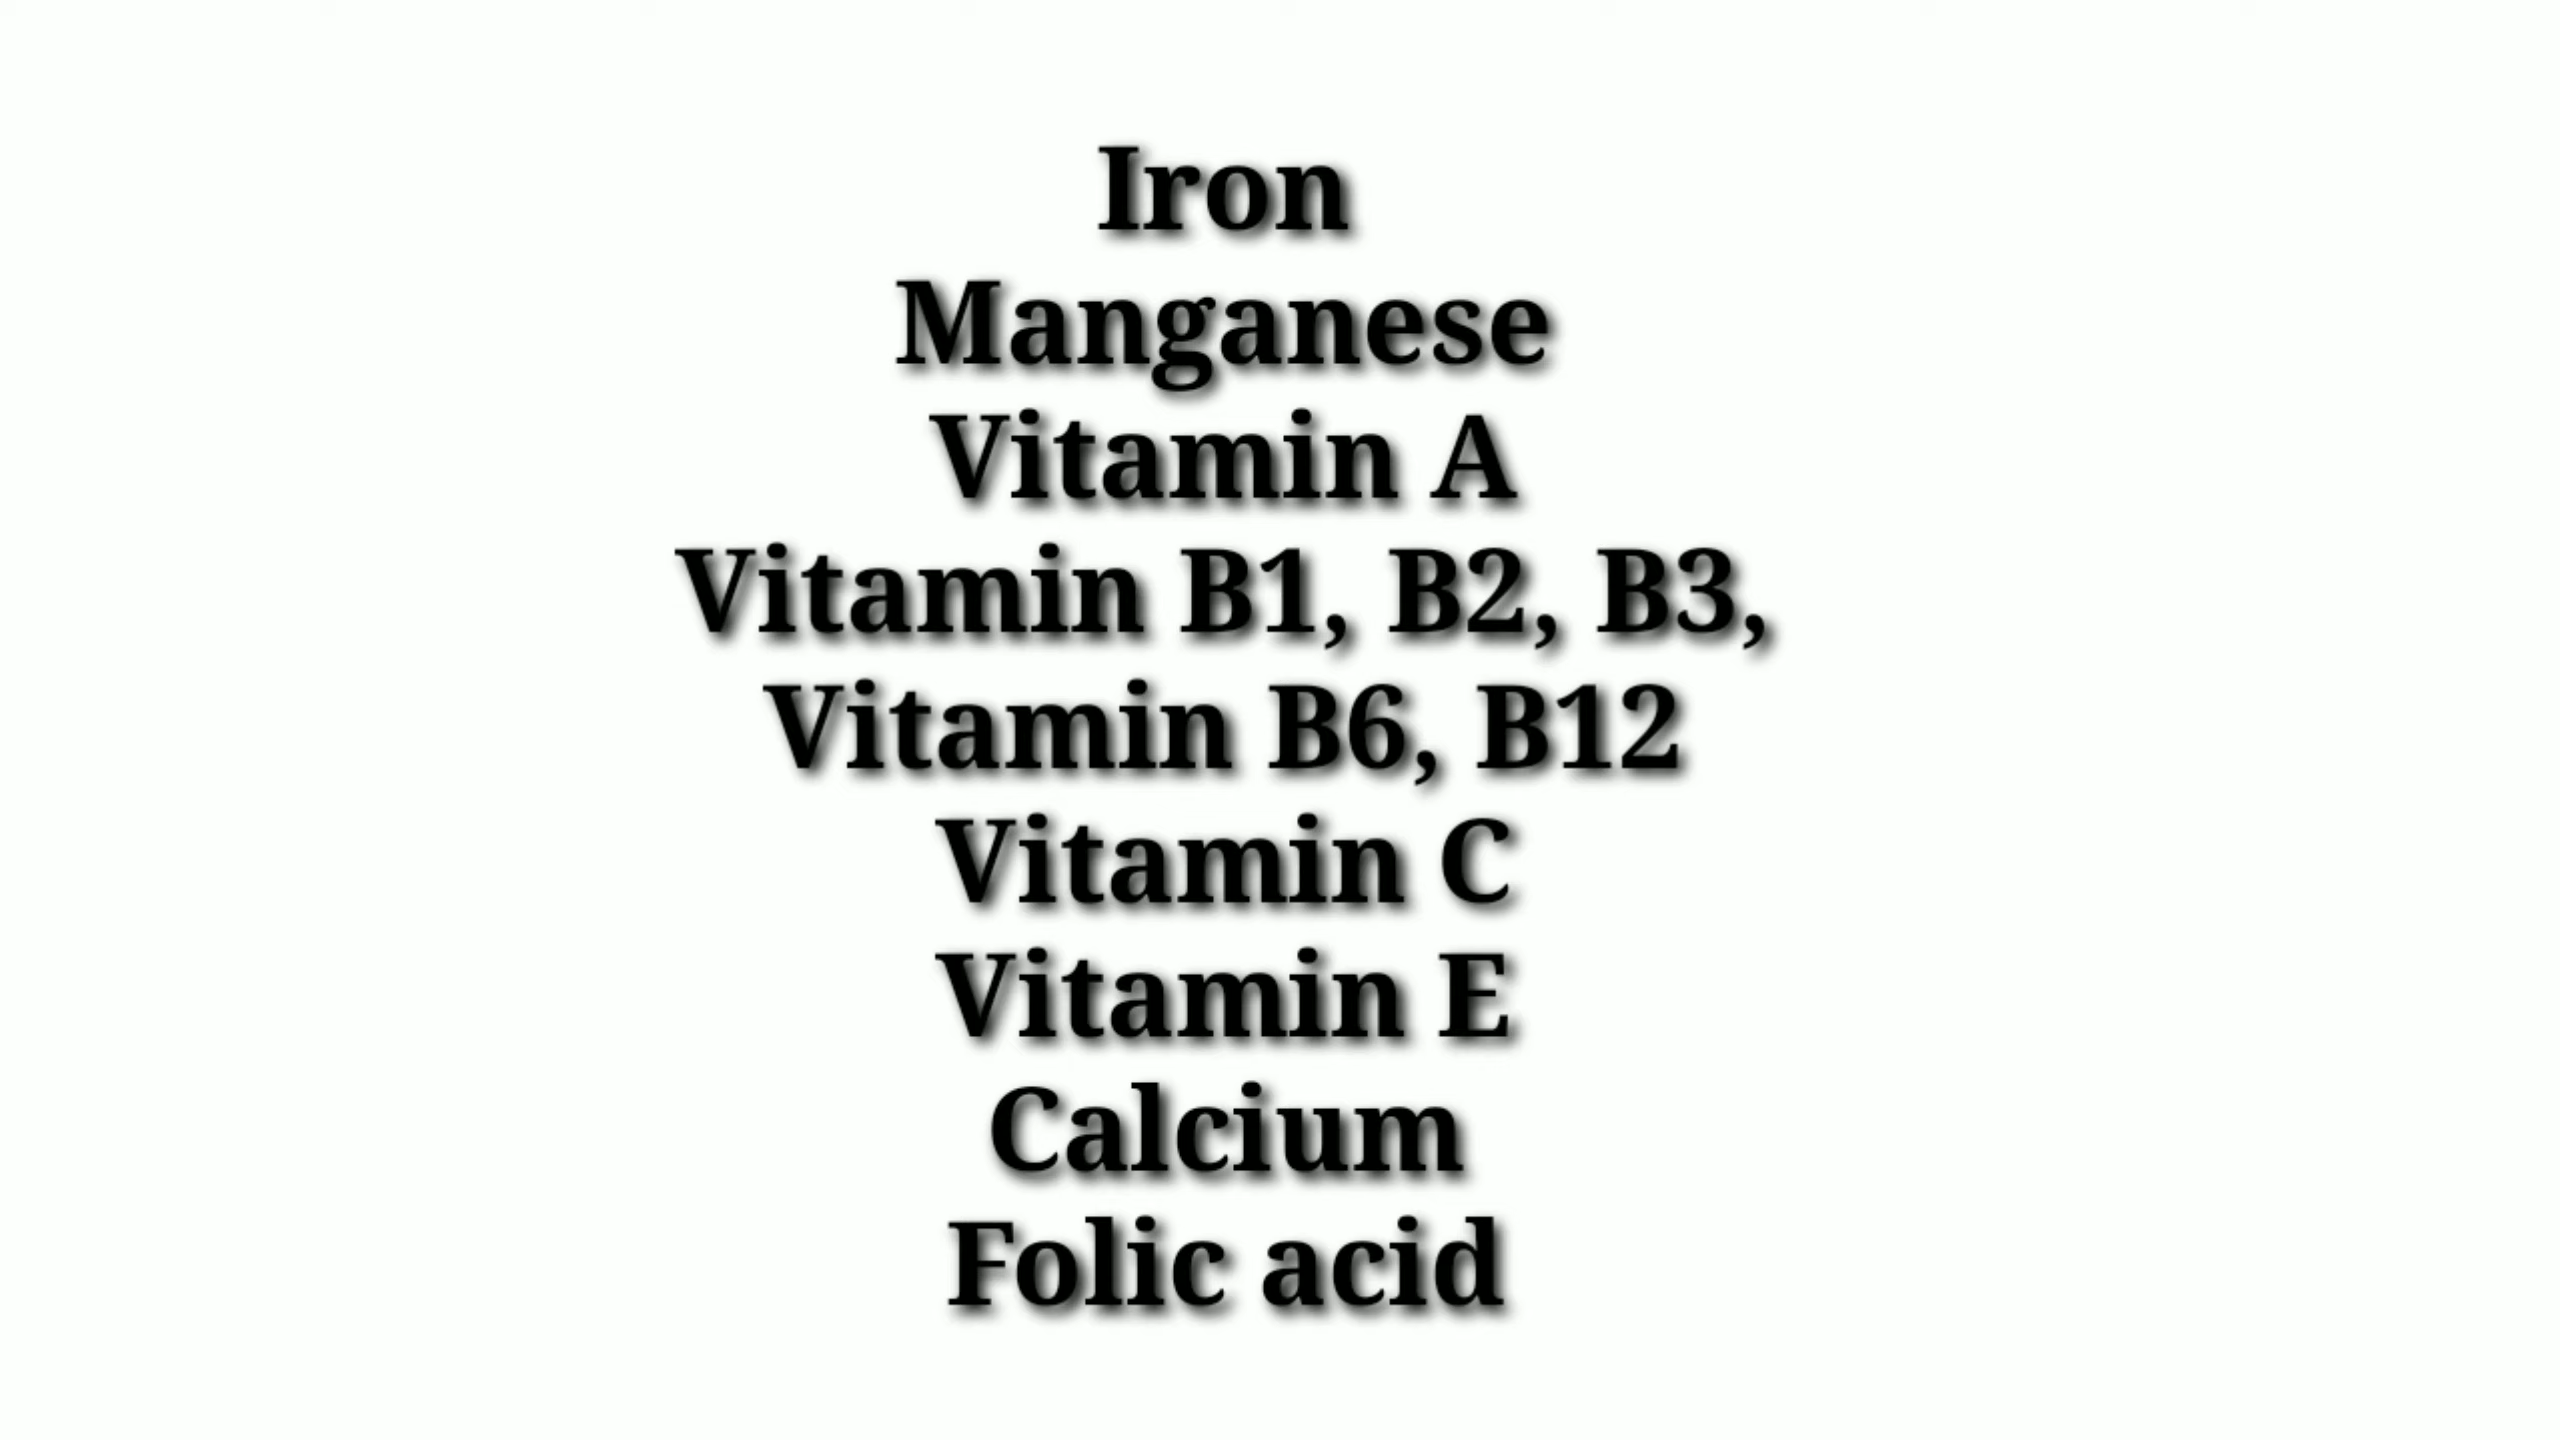 Iron
Manganese
Vitamin A
Vitamin B1, B2, B3,
Vitamin B6, B12
Vitamin C
Vitamin E
Calcium
Folic acid